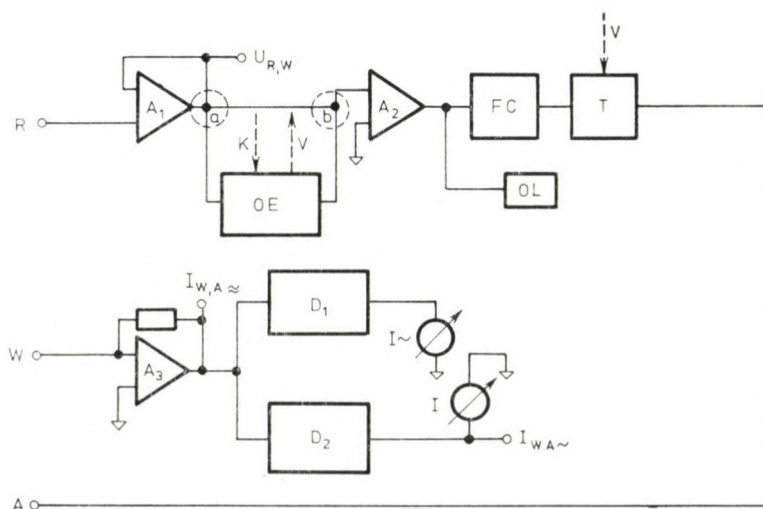 V
U R,W
A1
A2
FC
T
R
a
b
K
V
OE
OL
I W,A≈
D1
I~
W
A3
I
D2
I W,A~
A